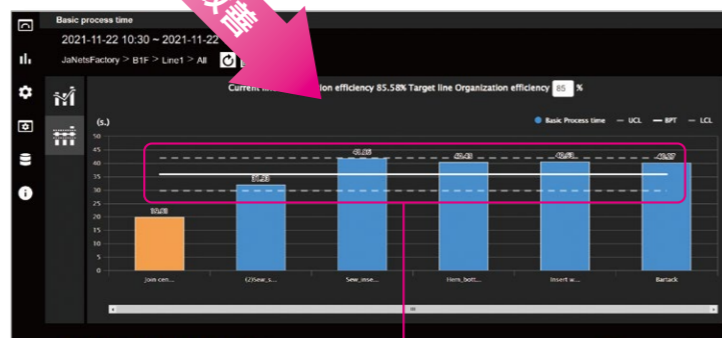 改善
Basic process time
2021-11-22 10:30 ~ 2021-11-22
JaNetsFactory > B1F > Line1 > All
Current efficiency 85.58% Target line Organization efficiency 85 %
(s.)
Basic Process time UCL BPT LCL
50
45
40
35
30
25
20
15
10
5
0
Join cen...
(2)Sew_s...
Sew_inse...
Hem_bott...
Insert w...
Bartack